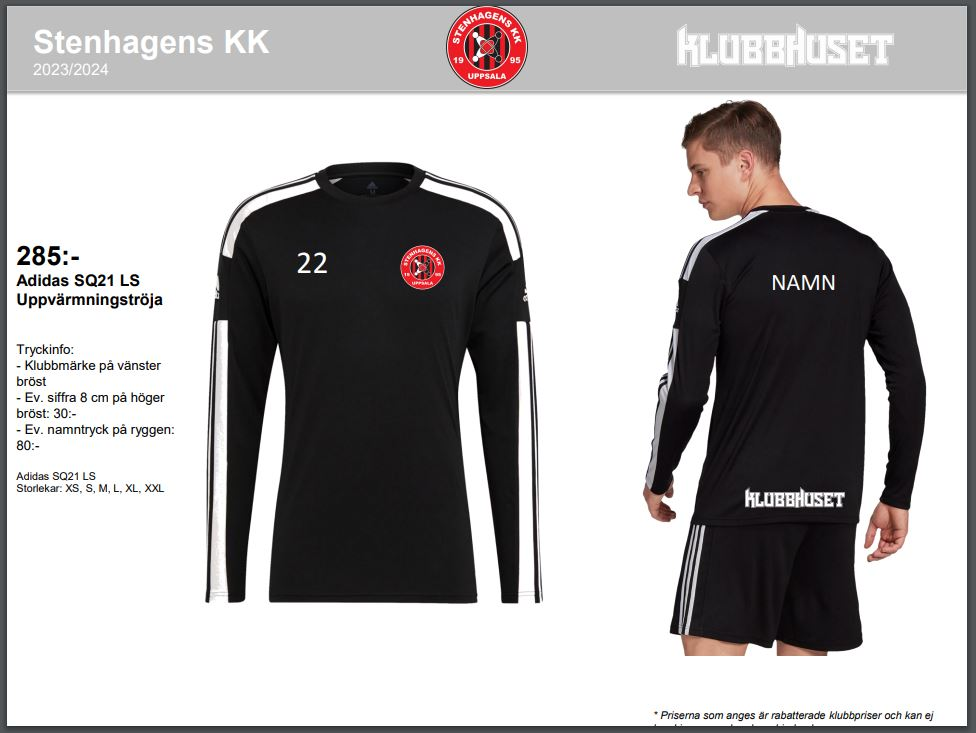 Stenhagens KK
2023/2024
STENHAGENS KK
19 95
UPPSALA
KLUBBHUSET
285:-
Adidas SQ21 LS
Uppvärmningströja
Tryckinfo:
- Klubbmärke på vänster
bröst
- Ev. siffra 8 cm på höger
bröst: 30:-
- Ev. namntryck på ryggen:
80:-
Adidas SQ21 LS
Storlekar: XS, S, M, L, XL, XXL
22
STENHAGENS KK
19 95
UPPSALA
NAMN
KLUBBHUSET
* Priserna som anges är rabatterade klubbpriser och kan ej